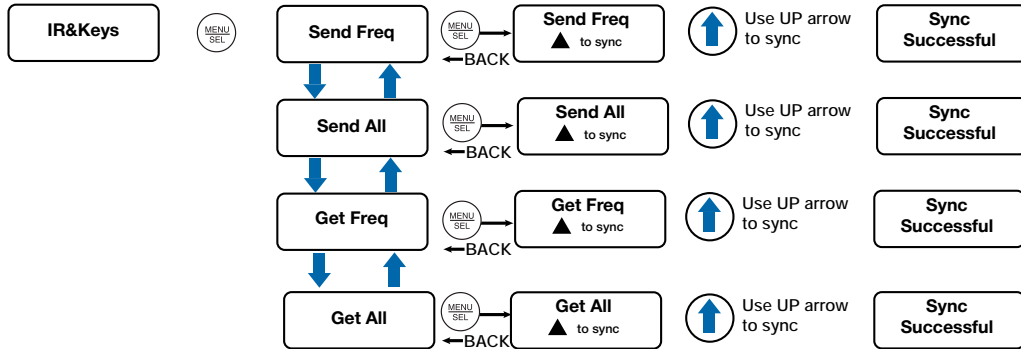 IR&Keys
MENU
SEL
Send Freq
MENU
SEL
BACK
Send Freq
▲ to sync
Use UP arrow
to sync
Sync
Successful
Send All
MENU
SEL
BACK
Send All
▲ to sync
Use UP arrow
to sync
Sync
Successful
Get Freq
MENU
SEL
BACK
Get Freq
▲ to sync
Use UP arrow
to sync
Sync
Successful
Get All
MENU
SEL
BACK
Get All
▲ to sync
Use UP arrow
to sync
Sync
Successful